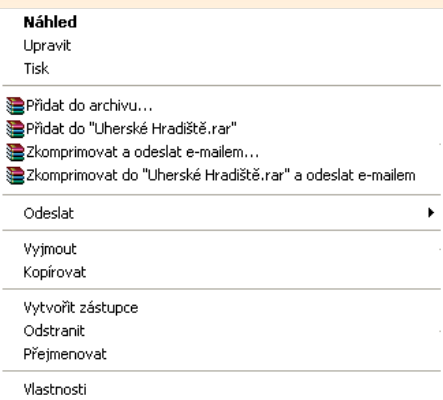 Náhled
Upravit
Tisk
Přidat do archivu...
Přidat do "Uherské Hradiště.rar"
Zkomprimovat a odeslat e-mailem...
Zkomprimovat do "Uherské Hradiště.rar" a odeslat e-mailem
Odeslat
Vyjmout
Kopírovat
Vytvořit zástupce
Odstranit
Přejmenovat
Vlastnosti